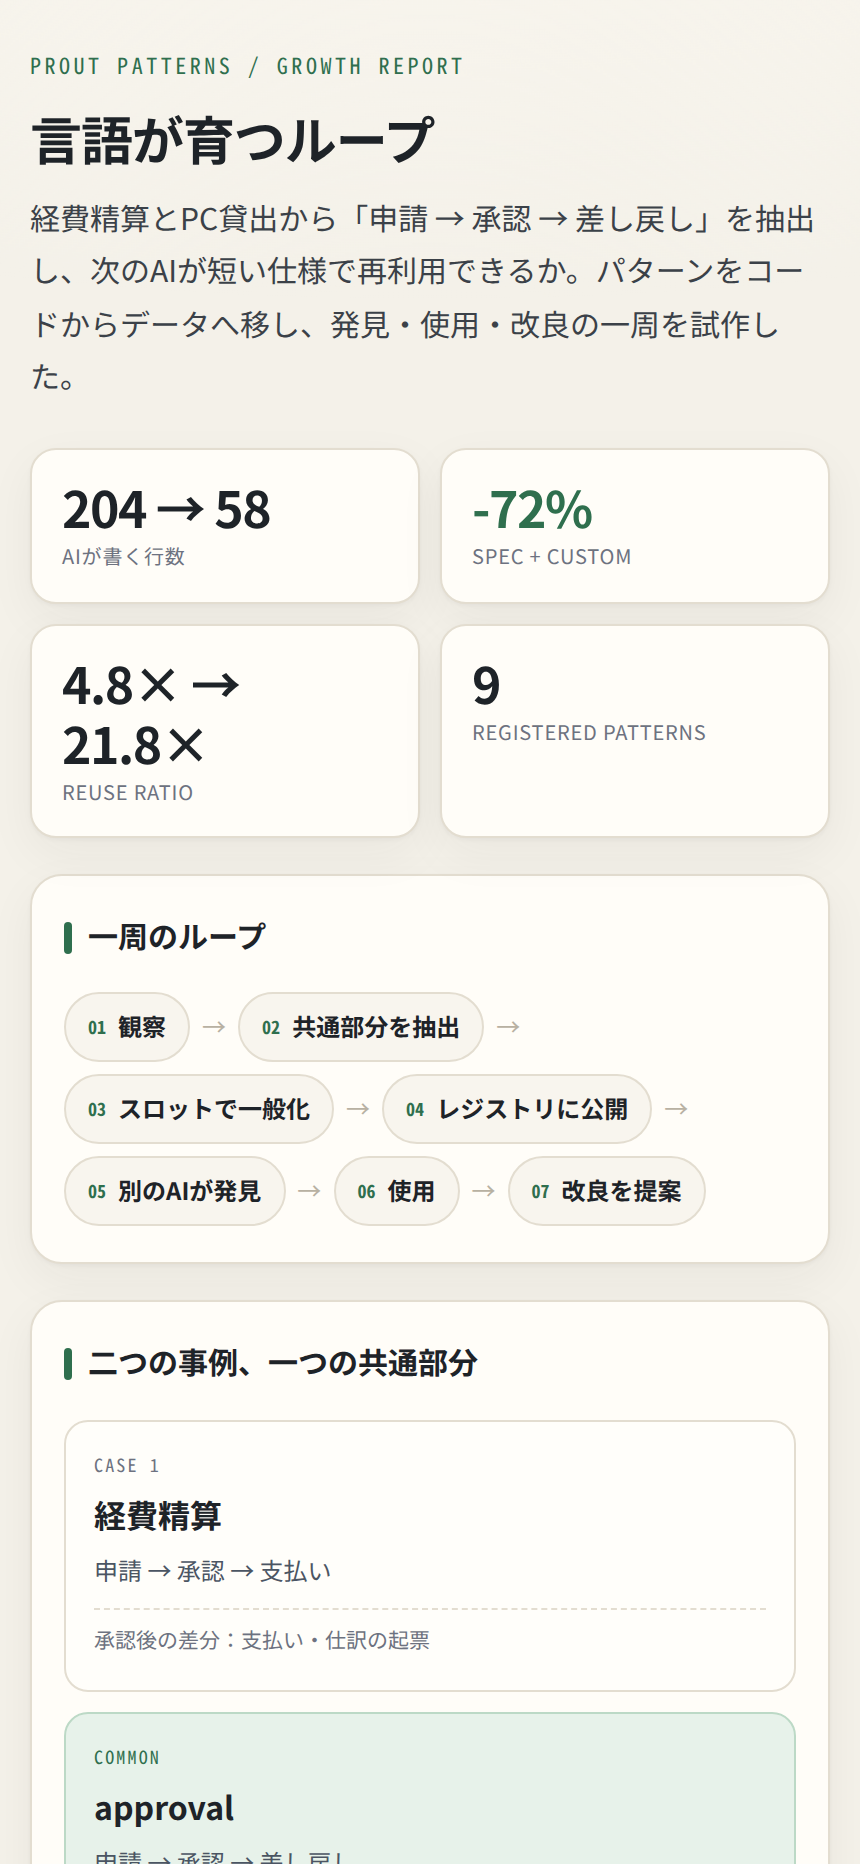 PROUT PATTERNS / GROWTH REPORT
言語が育つループ
経費精算とPC貸出から「申請 → 承認 → 差し戻し」を抽出
し、次のAIが短い仕様で再利用できるか。パターンをコー
ドからデータへ移し、発見・使用・改良の一周を試作し
た。
204 → 58
AIが書く行数
-72%
SPEC + CUSTOM
4.8× →
21.8×
REUSE RATIO
9
REGISTERED PATTERNS
一周のループ
01 観察 → 02 共通部分を抽出 →
03 スロットで一般化 → 04 レジストリに公開 →
05 別のAIが発見 → 06 使用 → 07 改良を提案
二つの事例、一つの共通部分
CASE 1
経費精算
申請 → 承認 → 支払い
承認後の差分：支払い・仕訳の起票
COMMON
approval
申請 → 承認 → 差し戻し